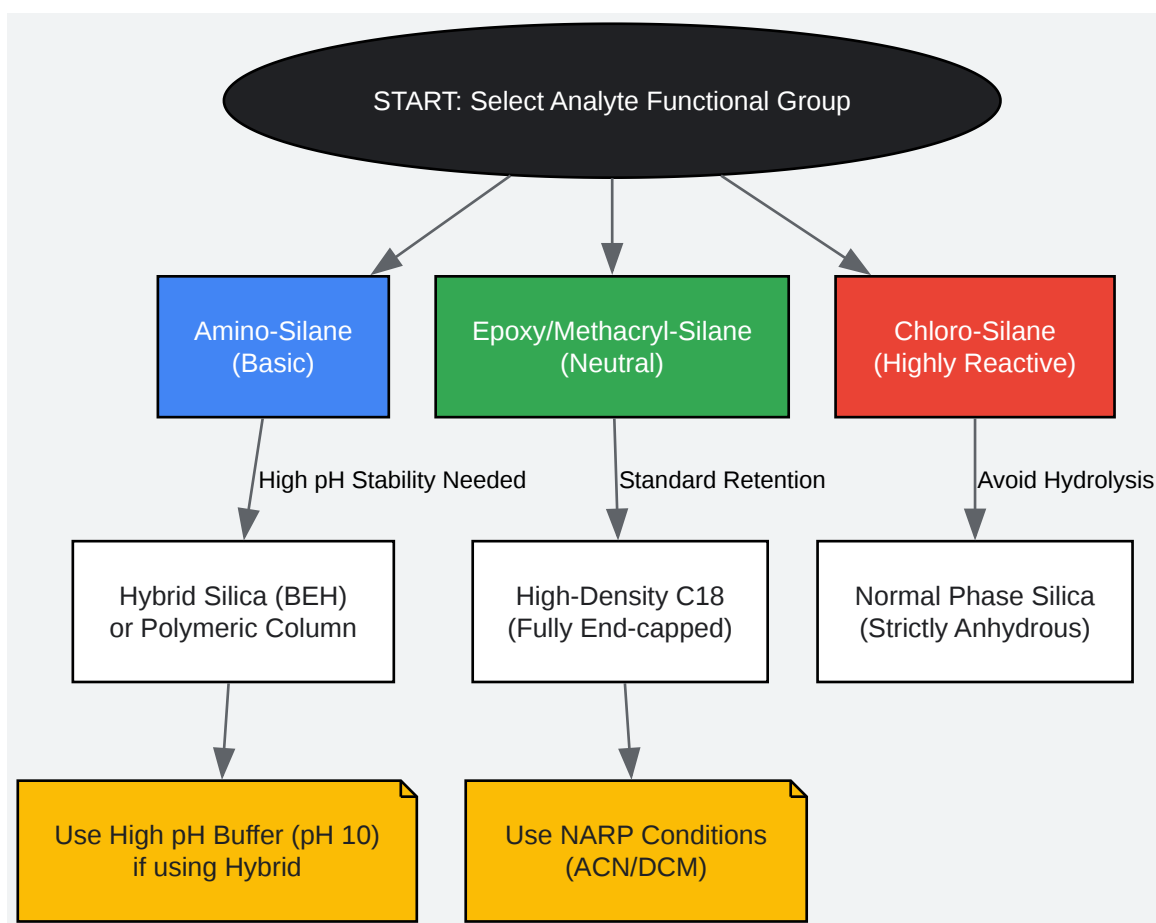 START: Select Analyte Functional Group
Amino-Silane
(Basic)
Epoxy/Methacryl-Silane
(Neutral)
Chloro-Silane
(Highly Reactive)
High pH Stability Needed
Standard Retention
Avoid Hydrolysis
Hybrid Silica (BEH)
or Polymeric Column
High-Density C18
(Fully End-capped)
Normal Phase Silica
(Strictly Anhydrous)
Use High pH Buffer (pH 10)
if using Hybrid
Use NARP Conditions
(ACN/DCM)